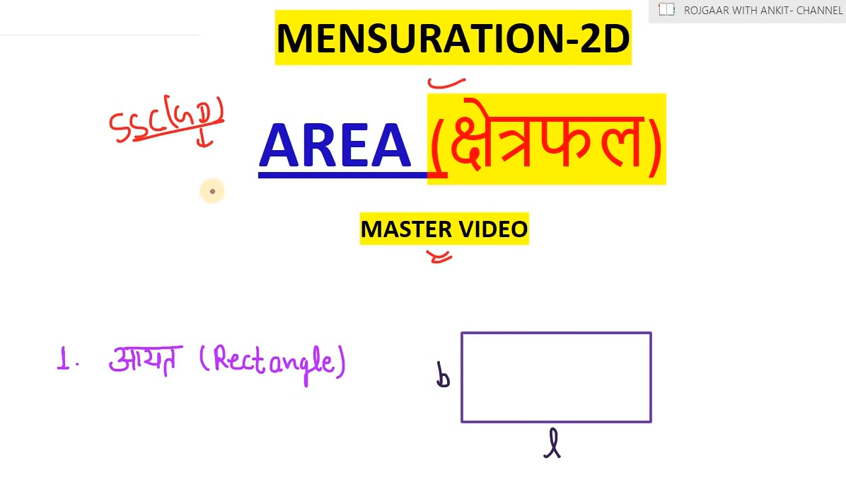 ROJGAAR WITH ANKIT- CHANNEL
MENSURATION-2D
SSC(GD)
AREA (क्षेत्रफल)
MASTER VIDEO
1. आयत (Rectangle)
b
l